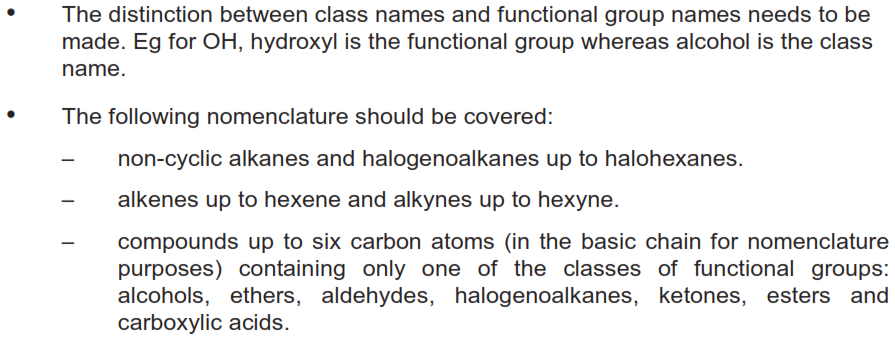 • The distinction between class names and functional group names needs to be
made. Eg for OH, hydroxyl is the functional group whereas alcohol is the class
name.
• The following nomenclature should be covered:
– non-cyclic alkanes and halogenoalkanes up to halohexanes.
– alkenes up to hexene and alkynes up to hexyne.
– compounds up to six carbon atoms (in the basic chain for nomenclature
purposes) containing only one of the classes of functional groups:
alcohols, ethers, aldehydes, halogenoalkanes, ketones, esters and
carboxylic acids.